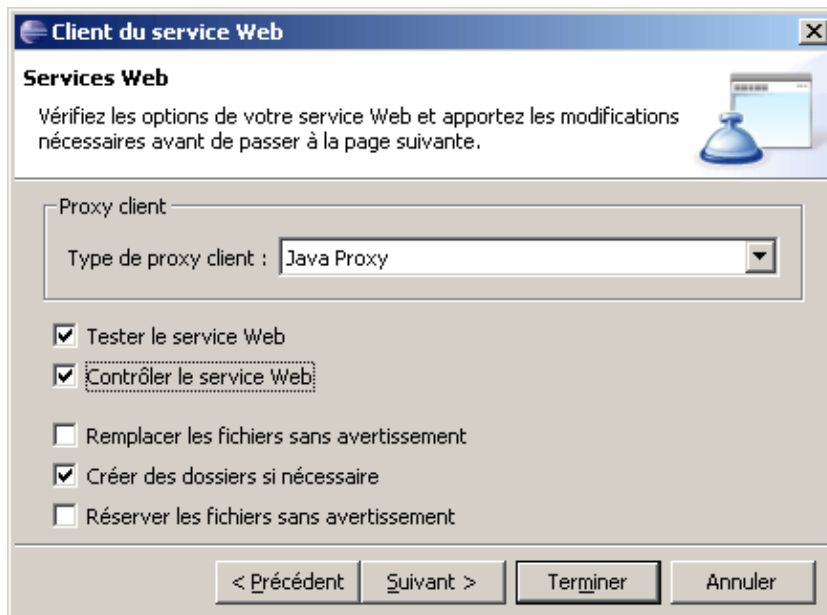 Client du service Web
Services Web
Vérifiez les options de votre service Web et apportez les modifications
nécessaires avant de passer à la page suivante.
Proxy client
Type de proxy client : Java Proxy
Tester le service Web
Contrôler le service Web
Remplacer les fichiers sans avertissement
Créer des dossiers si nécessaire
Réserver les fichiers sans avertissement
< Précédent Suivant > Terminer Annuler